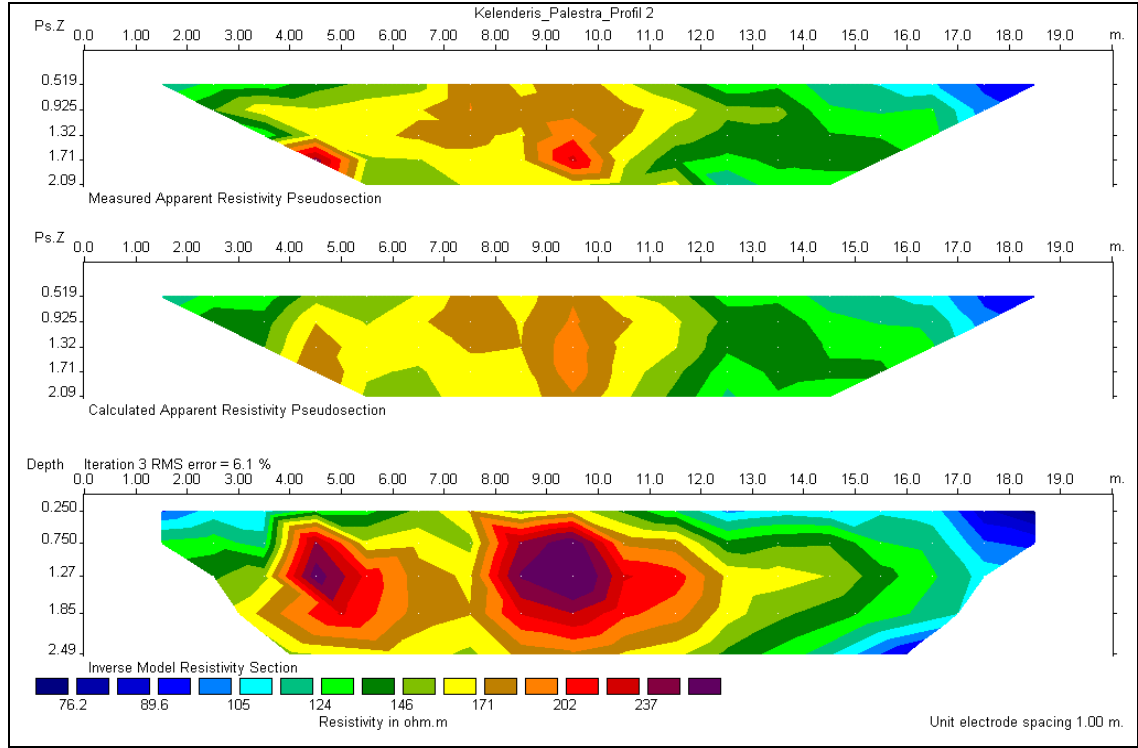 Kelenderis_Palestra_Profil 2
Ps.Z
0.0 1.00 2.00 3.00 4.00 5.00 6.00 7.00 8.00 9.00 10.0 11.0 12.0 13.0 14.0 15.0 16.0 17.0 18.0 19.0 m.
0.519
0.925
1.32
1.71
2.09
Measured Apparent Resistivity Pseudosection
Ps.Z
0.0 1.00 2.00 3.00 4.00 5.00 6.00 7.00 8.00 9.00 10.0 11.0 12.0 13.0 14.0 15.0 16.0 17.0 18.0 19.0 m.
0.519
0.925
1.32
1.71
2.09
Calculated Apparent Resistivity Pseudosection
Depth Iteration 3 RMS error = 6.1 %
0.0 1.00 2.00 3.00 4.00 5.00 6.00 7.00 8.00 9.00 10.0 11.0 12.0 13.0 14.0 15.0 16.0 17.0 18.0 19.0 m.
0.250
0.750
1.27
1.85
2.49
Inverse Model Resistivity Section
76.2 89.6 105 124 146 171 202 237
Resistivity in ohm.m Unit electrode spacing 1.00 m.